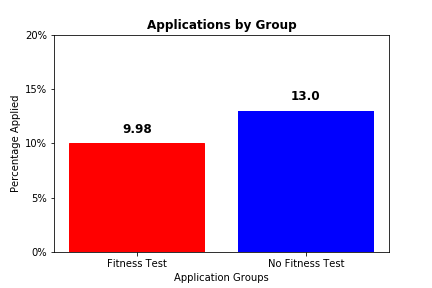 Applications by Group
20%
15%
10%
5%
0%
Percentage Applied
9.98
13.0
Fitness Test
No Fitness Test
Application Groups